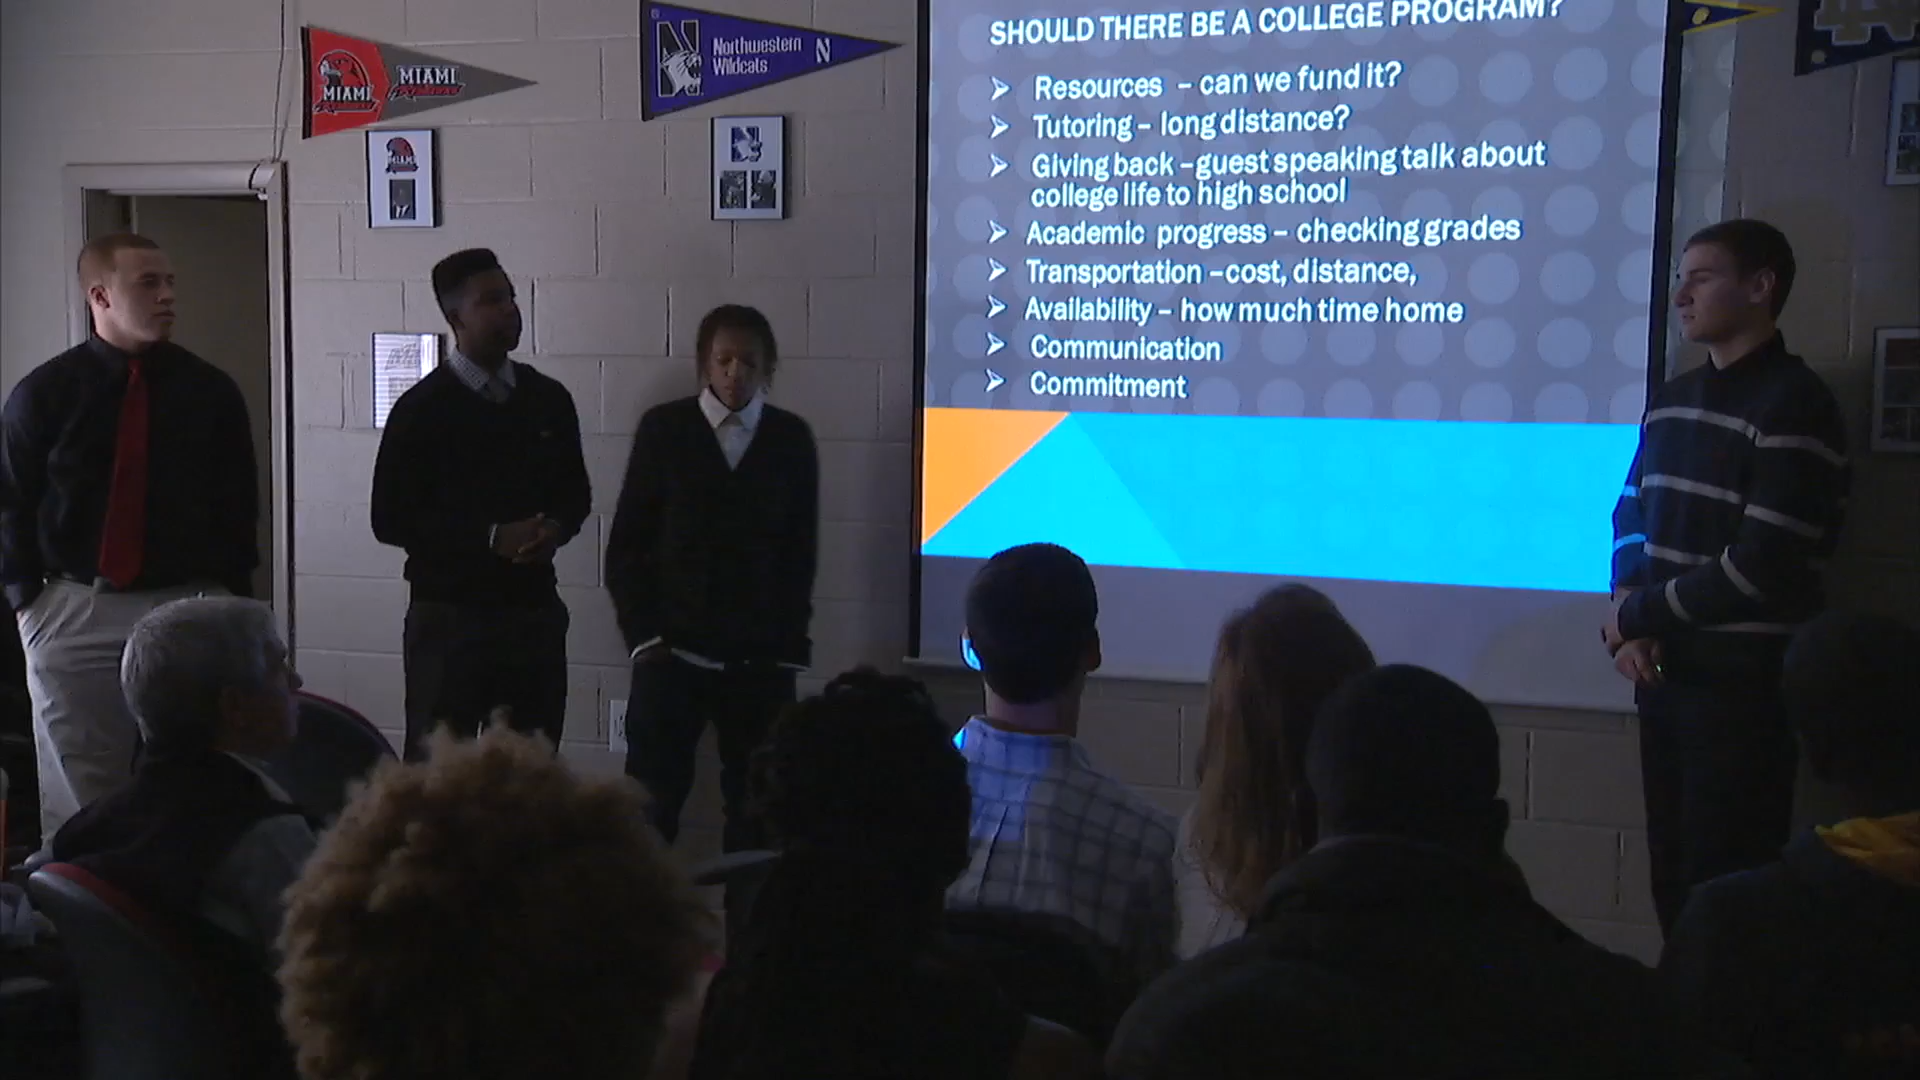 MIAMI
MIAMI
Northwestern
Wildcats
N
N
MIAMI
N
SHOULD THERE BE A COLLEGE PROGRAM?
Resources – can we fund it?
Tutoring – long distance?
Giving back –guest speaking talk about
college life to high school
Academic progress – checking grades
Transportation –cost, distance,
Availability – how much time home
Communication
Commitment